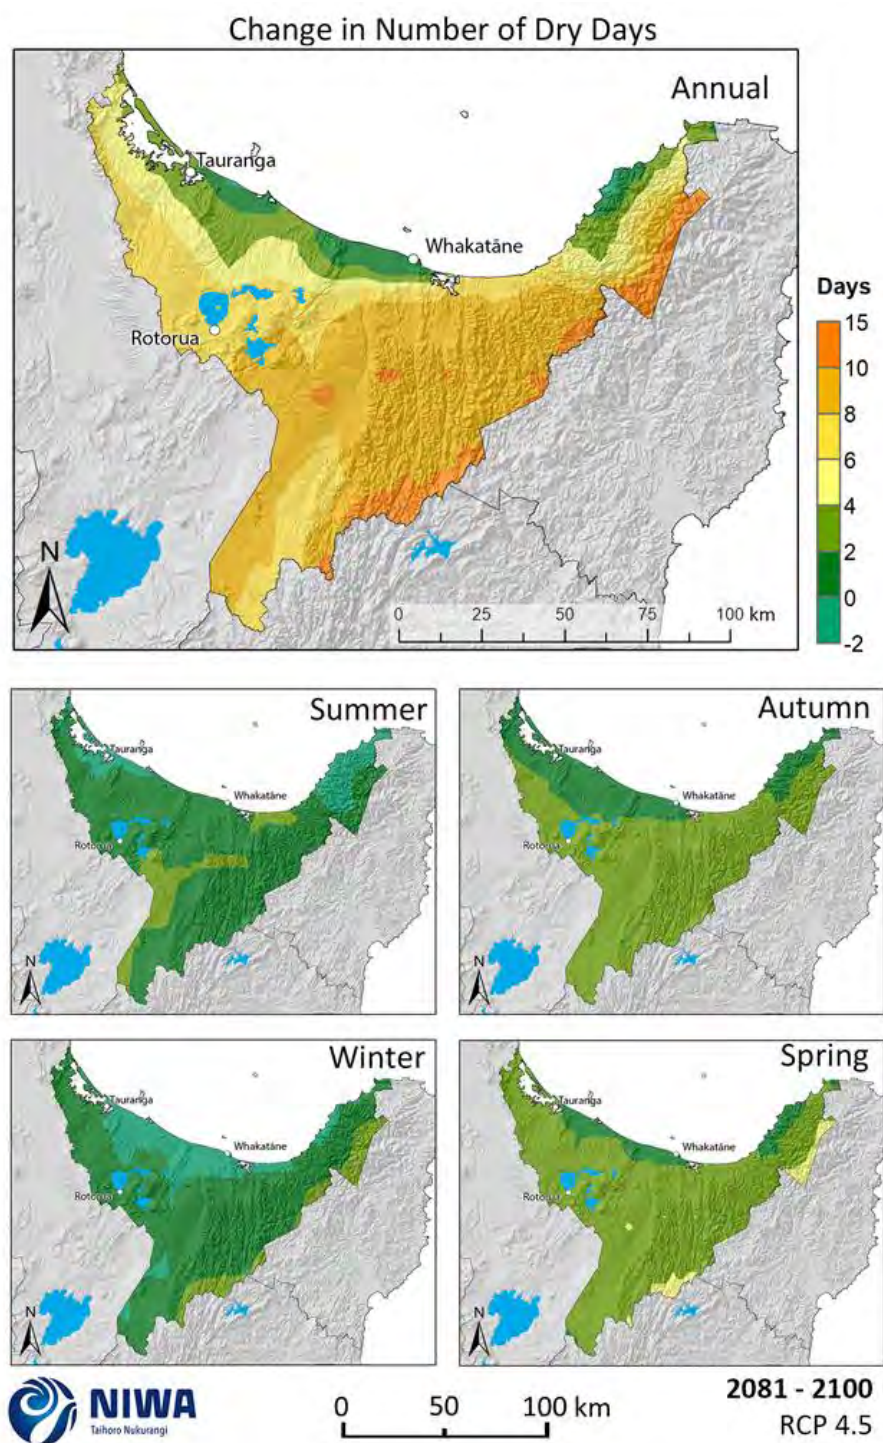 Change in Number of Dry Days
Annual
Tauranga
Whakatāne
Rotorua
Days
15
10
8
6
4
2
0
-2
N
0 25 50 75 100 km
Summer
Tauranga
Whakatāne
Rotorua
N
Autumn
Tauranga
Whakatāne
Rotorua
N
Winter
Tauranga
Whakatāne
Rotorua
N
Spring
Tauranga
Whakatāne
Rotorua
N
NIWA
Taihoro Nukurangi
0 50 100 km
2081 - 2100
RCP 4.5